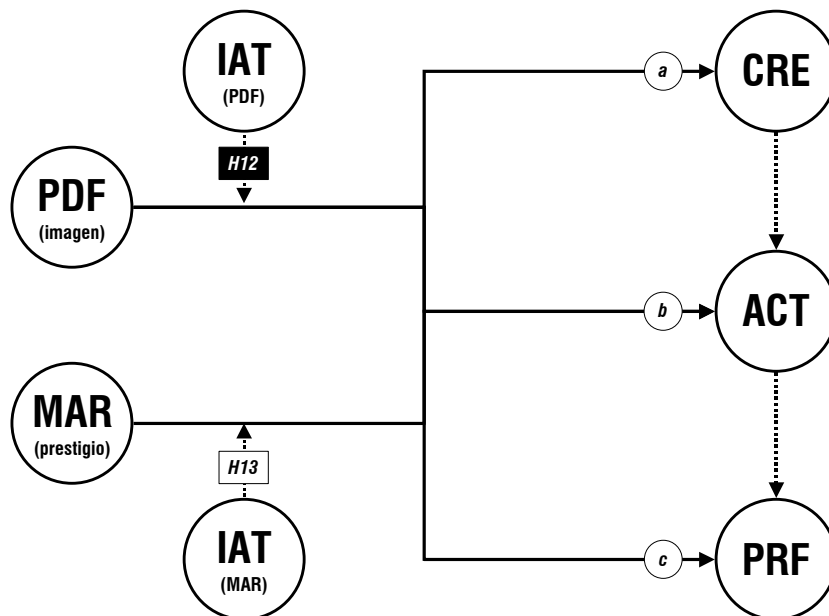 IAT
(PDF)
a
CRE
H12
PDF
(imagen)
b
ACT
MAR
(prestigio)
H13
IAT
(MAR)
c
PRF